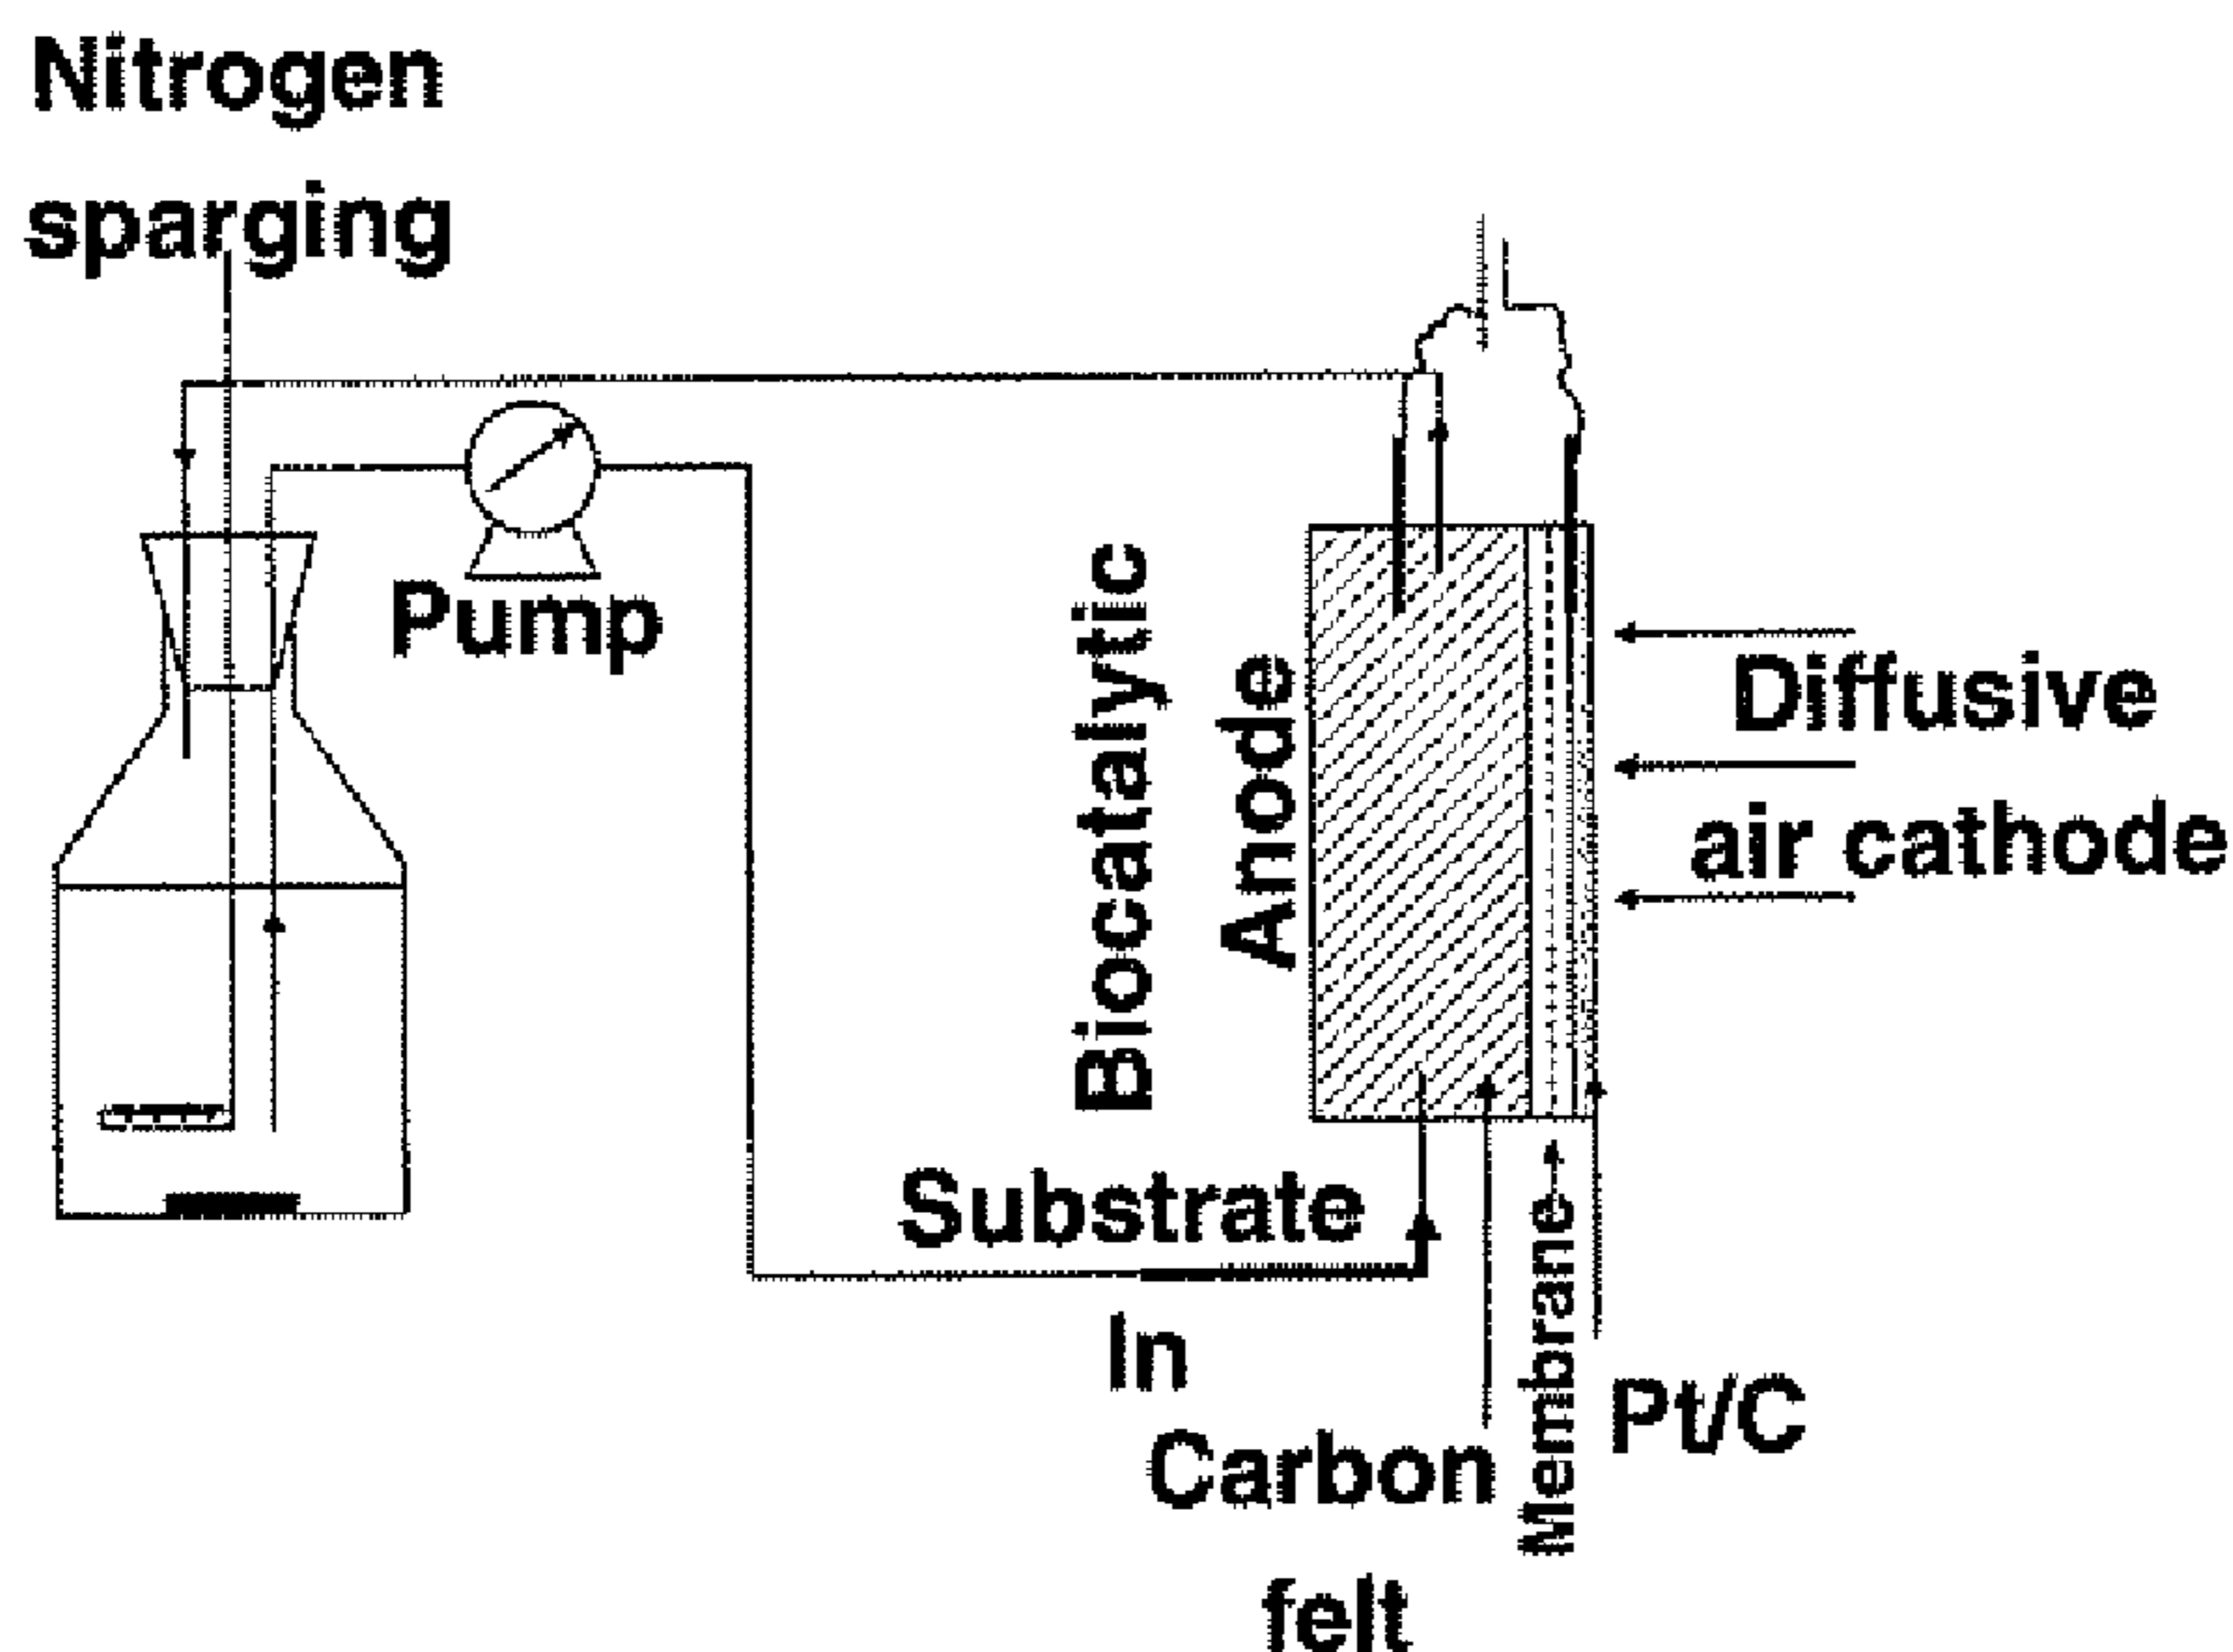 Nitrogen
sparging
Pump
Biocatalytic
Anode
Diffusive
air cathode
Substrate
In
Carbon
felt
Membrane
Pt/C